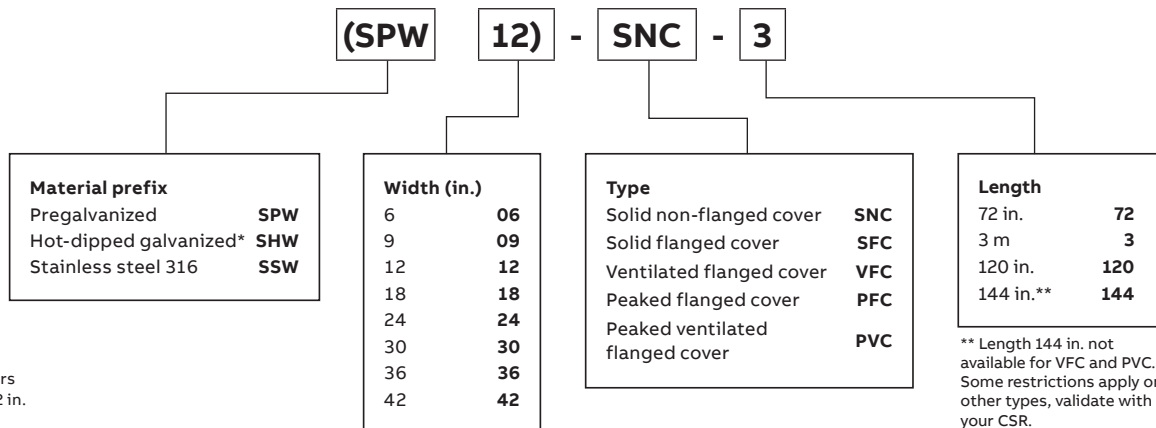 (SPW 12) - SNC - 3
Material prefix
Pregalvanized SPW
Hot-dipped galvanized* SHW
Stainless steel 316 SSW
Width (in.)
6 06
9 09
12 12
18 18
24 24
30 30
36 36
42 42
Type
Solid non-flanged cover SNC
Solid flanged cover SFC
Ventilated flanged cover VFC
Peaked flanged cover PFC
Peaked ventilated
flanged cover PVC
Length
72 in. 72
3 m 3
120 in. 120
144 in.** 144
** Length 144 in. not
available for VFC and PVC.
Some restrictions apply on
other types, validate with
your CSR.
in.